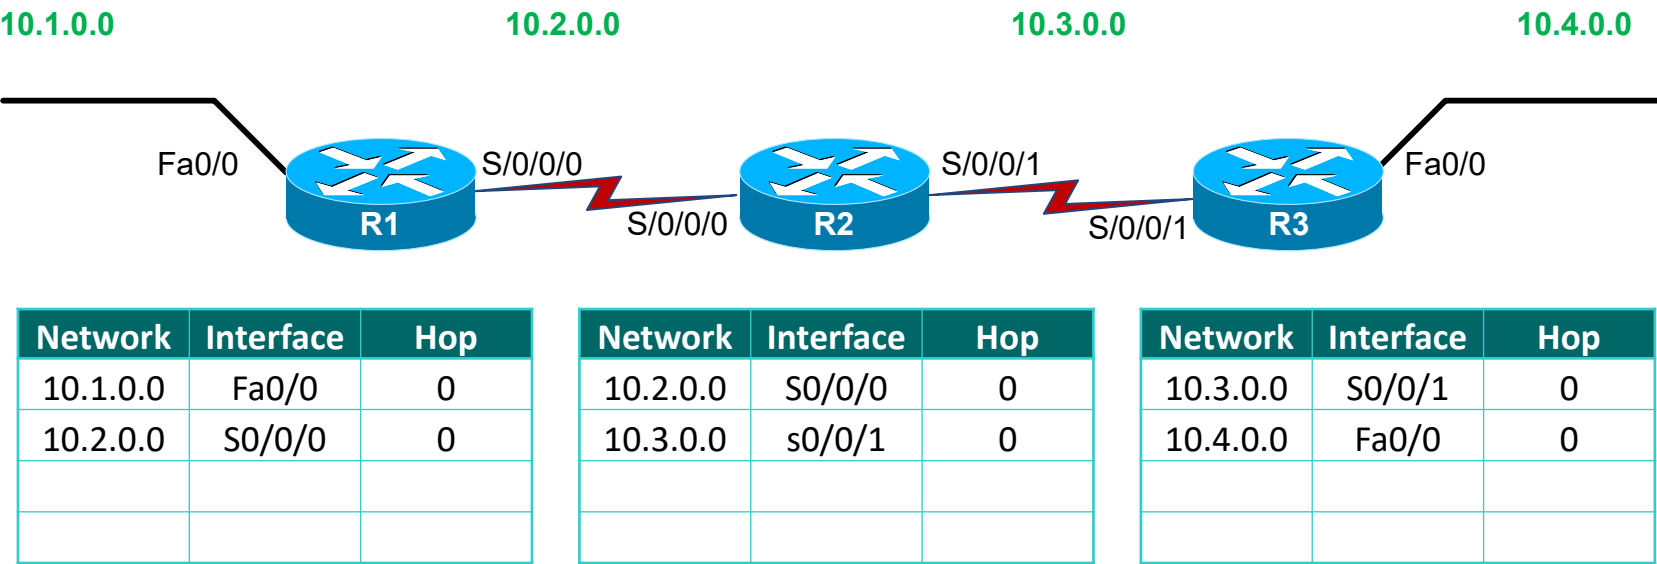 10.1.0.0 10.2.0.0 10.3.0.0 10.4.0.0
Fa0/0 S/0/0/0 S/0/0/1 Fa0/0
R1 S/0/0/0 R2 S/0/0/1 R3
Network Interface Hop Network Interface Hop Network Interface Hop
10.1.0.0 Fa0/0 0 10.2.0.0 S0/0/0 0 10.3.0.0 S0/0/1 0
10.2.0.0 S0/0/0 0 10.3.0.0 s0/0/1 0 10.4.0.0 Fa0/0 0